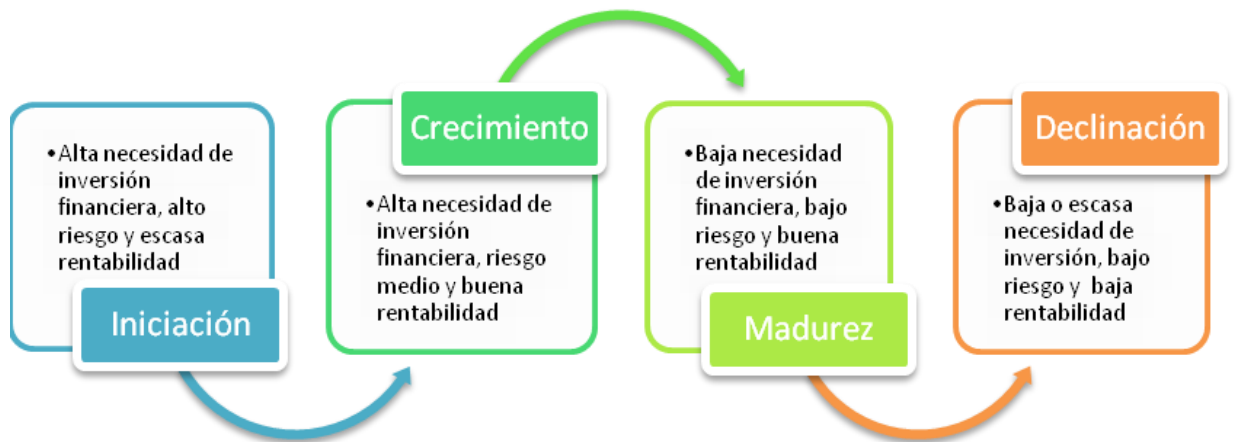 •Alta necesidad de
inversión
financiera, alto
riesgo y escasa
rentabilidad
Iniciación
Crecimiento
•Alta necesidad de
inversión
financiera, riesgo
medio y buena
rentabilidad
•Baja necesidad
de inversión
financiera, bajo
riesgo y buena
rentabilidad
Madurez
Declinación
•Baja o escasa
necesidad de
inversión, bajo
riesgo y baja
rentabilidad